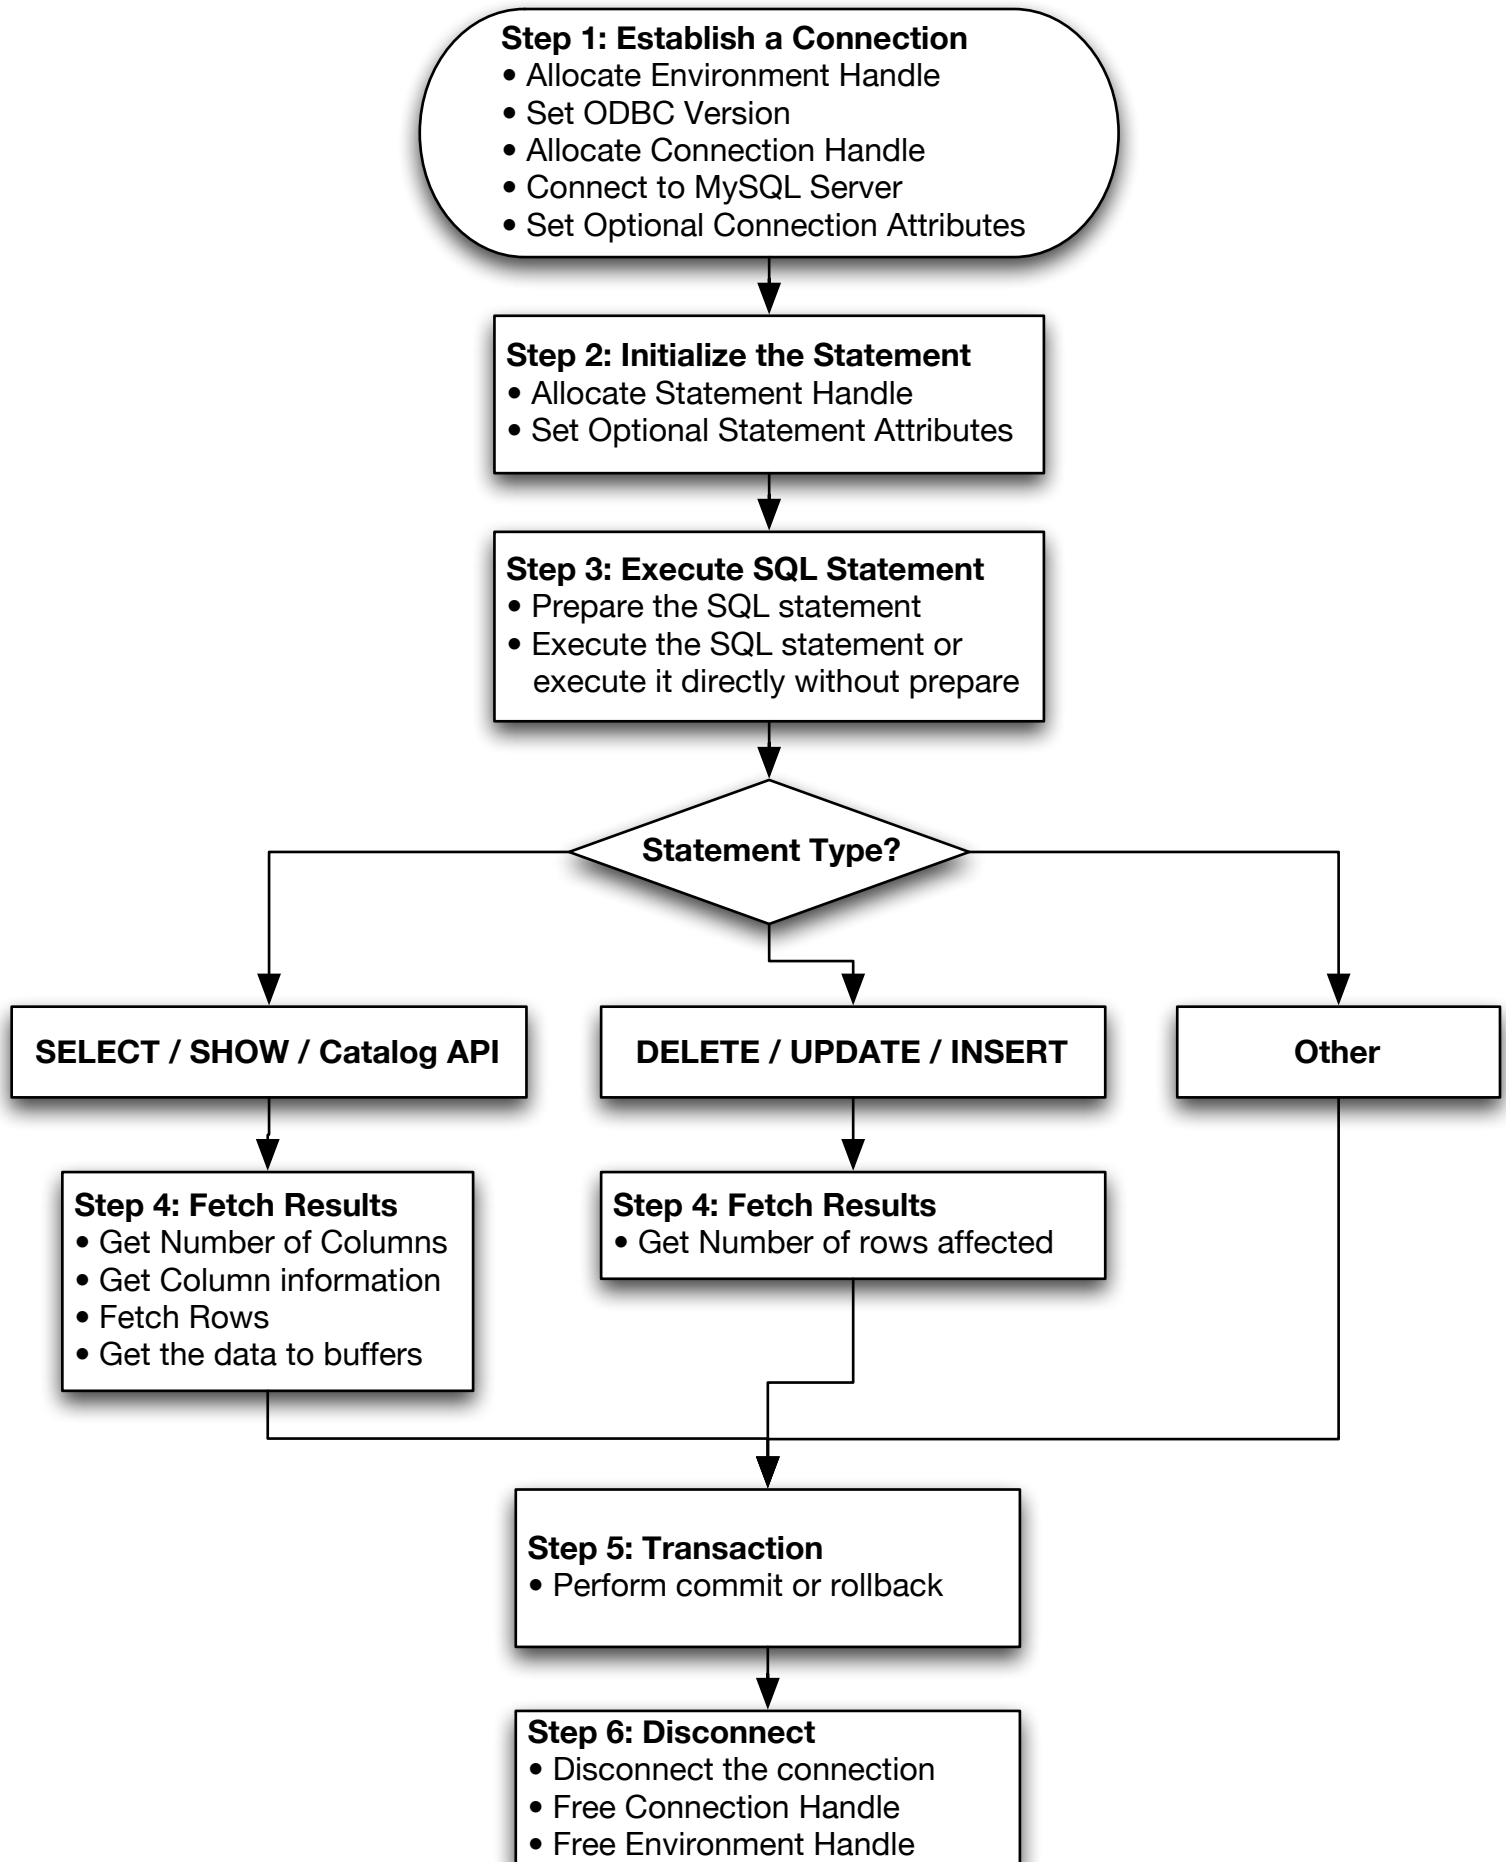 Step 1: Establish a Connection
• Allocate Environment Handle
• Set ODBC Version
• Allocate Connection Handle
• Connect to MySQL Server
• Set Optional Connection Attributes
Step 2: Initialize the Statement
• Allocate Statement Handle
• Set Optional Statement Attributes
Step 3: Execute SQL Statement
• Prepare the SQL statement
• Execute the SQL statement or
execute it directly without prepare
Statement Type?
SELECT / SHOW / Catalog API
DELETE / UPDATE / INSERT
Other
Step 4: Fetch Results
• Get Number of Columns
• Get Column information
• Fetch Rows
• Get the data to buffers
Step 4: Fetch Results
• Get Number of rows affected
Step 5: Transaction
• Perform commit or rollback
Step 6: Disconnect
• Disconnect the connection
• Free Connection Handle
• Free Environment Handle